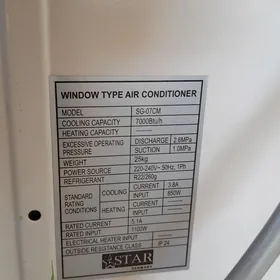 WINDOW TYPE AIR CONDITIONER
MODEL SG-07CM
COOLING CAPACITY 7000Btu/h
HEATING CAPACITY —
EXCESSIVE OPERATING PRESSURE DISCHARGE 2.6MPa
SUCTION 1.0MPa
WEIGHT 25kg
POWER SOURCE 220-240V~ 50Hz, 1Ph
REFRIGERANT R22/260g
STANDARD RATING CONDITIONS COOLING CURRENT 3.8A
INPUT 850W
HEATING CURRENT —
INPUT —
RATED CURRENT 5.1A
RATED INPUT 1100W
ELECTRICAL HEATER INPUT —
OUTSIDE RESISTANCE GLASS IP 24
STAR